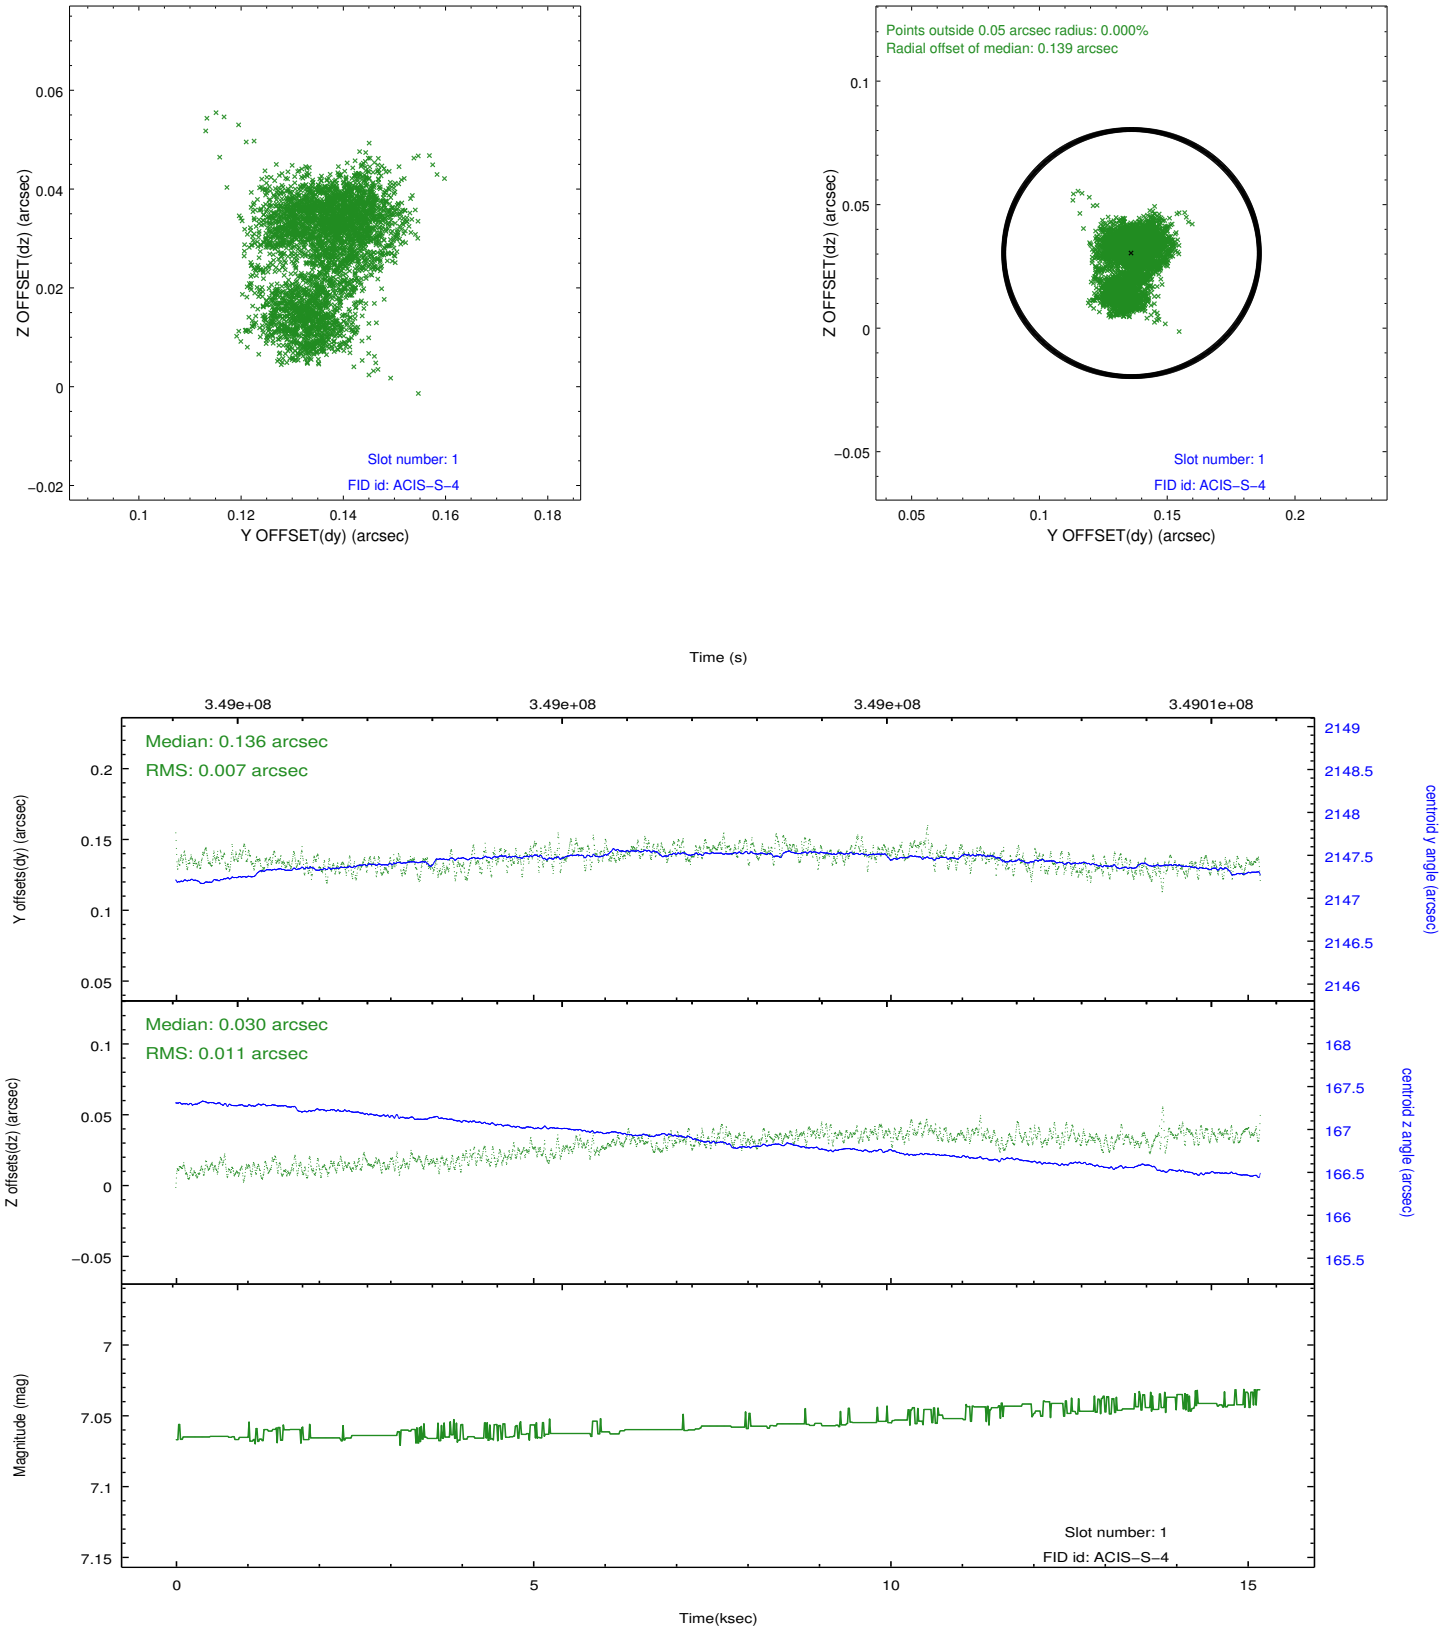 0.06
0.04
0.02
0
−0.02
Z OFFSET(dz) (arcsec)
Slot number: 1
FID id: ACIS−S−4
0.1 0.12 0.14 0.16 0.18
Y OFFSET(dy) (arcsec)
Points outside 0.05 arcsec radius: 0.000%
Radial offset of median: 0.139 arcsec
0.1
0.05
0
−0.05
Z OFFSET(dz) (arcsec)
Slot number: 1
FID id: ACIS−S−4
0.05 0.1 0.15 0.2
Y OFFSET(dy) (arcsec)
Time (s)
3.49e+08 3.49e+08 3.49e+08 3.4901e+08
Median: 0.136 arcsec
RMS: 0.007 arcsec
0.2
0.15
0.1
0.05
Y offsets(dy) (arcsec)
2149
2148.5
2148
2147.5
2147
2146.5
2146
centroid y angle (arcsec)
Median: 0.030 arcsec
RMS: 0.011 arcsec
0.1
0.05
0
−0.05
Z offsets(dz) (arcsec)
168
167.5
167
166.5
166
165.5
centroid z angle (arcsec)
7
7.05
7.1
7.15
Magnitude (mag)
Slot number: 1
FID id: ACIS−S−4
0 5 10 15
Time(ksec)